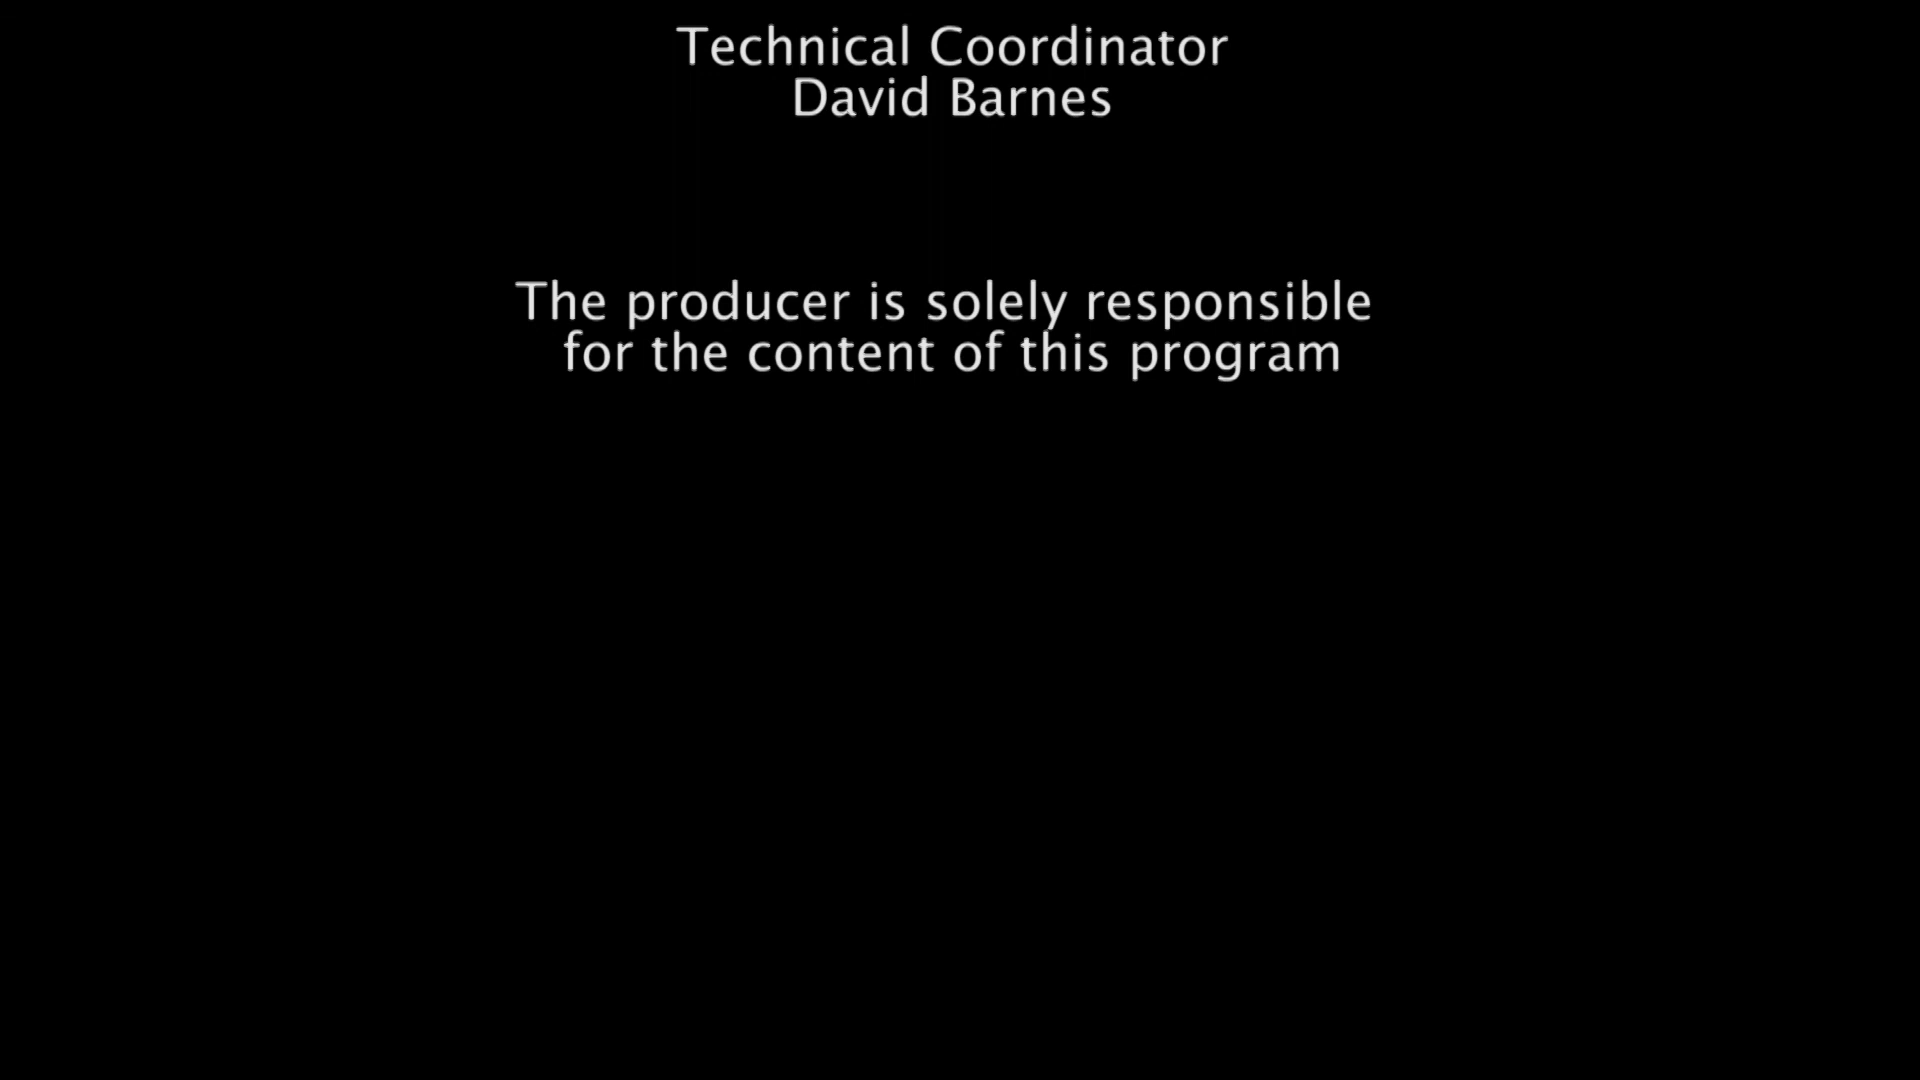 Technical Coordinator
David Barnes
The producer is solely responsible
for the content of this program